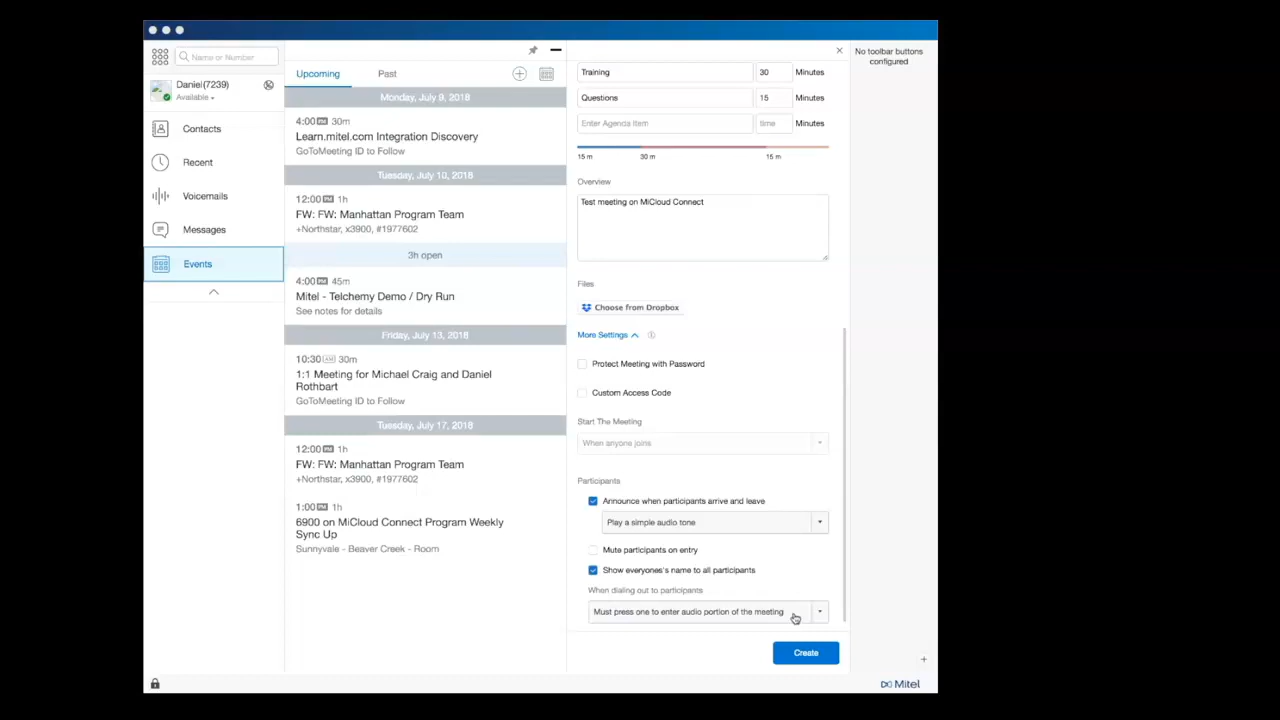 Name or Number
Daniel(7239)
Available
Contacts
Recent
Voicemails
Messages
Events
Upcoming
Past
Monday, July 9, 2018
4:00 PM 30m
Learn.mitel.com Integration Discovery
GoToMeeting ID to Follow
Tuesday, July 10, 2018
12:00 PM 1h
FW: FW: Manhattan Program Team
+Northstar, x3900, #1977602
3h open
4:00 PM 45m
Mitel - Telchemy Demo / Dry Run
See notes for details
Friday, July 13, 2018
10:30 AM 30m
1:1 Meeting for Michael Craig and Daniel
Rothbart
GoToMeeting ID to Follow
Tuesday, July 17, 2018
12:00 PM 1h
FW: FW: Manhattan Program Team
+Northstar, x3900, #1977602
1:00 PM 1h
6900 on MiCloud Connect Program Weekly
Sync Up
Sunnyvale - Beaver Creek - Room
Training 30 Minutes
Questions 15 Minutes
Enter Agenda Item time Minutes
15 m 30 m 15 m
Overview
Test meeting on MiCloud Connect
Files
Choose from Dropbox
More Settings
Protect Meeting with Password
Custom Access Code
Start The Meeting
When anyone joins
Participants
Announce when participants arrive and leave
Play a simple audio tone
Mute participants on entry
Show everyones's name to all participants
When dialing out to participants
Must press one to enter audio portion of the meeting
Create
No toolbar buttons
configured
+
Mitel